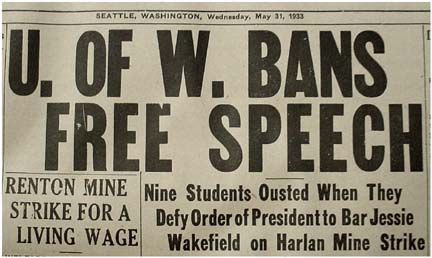 SEATTLE, WASHINGTON, Wednesday, May 31, 1933
U. OF W. BANS
FREE SPEECH
RENTON MINE
STRIKE FOR A
LIVING WAGE
Nine Students Ousted When They
Defy Order of President to Bar Jessie
Wakefield on Harlan Mine Strike